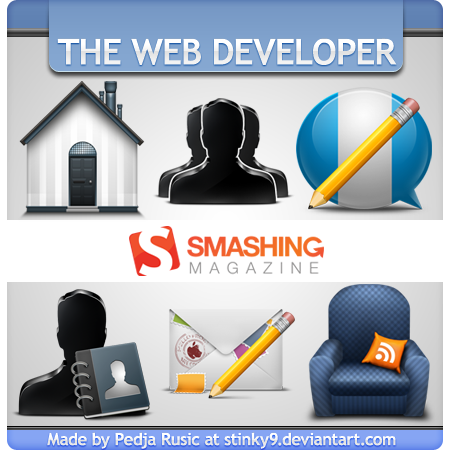 THE WEB DEVELOPER
SMASHING
MAGAZINE
Made by Pedja Rusic at stinky9.deviantart.com